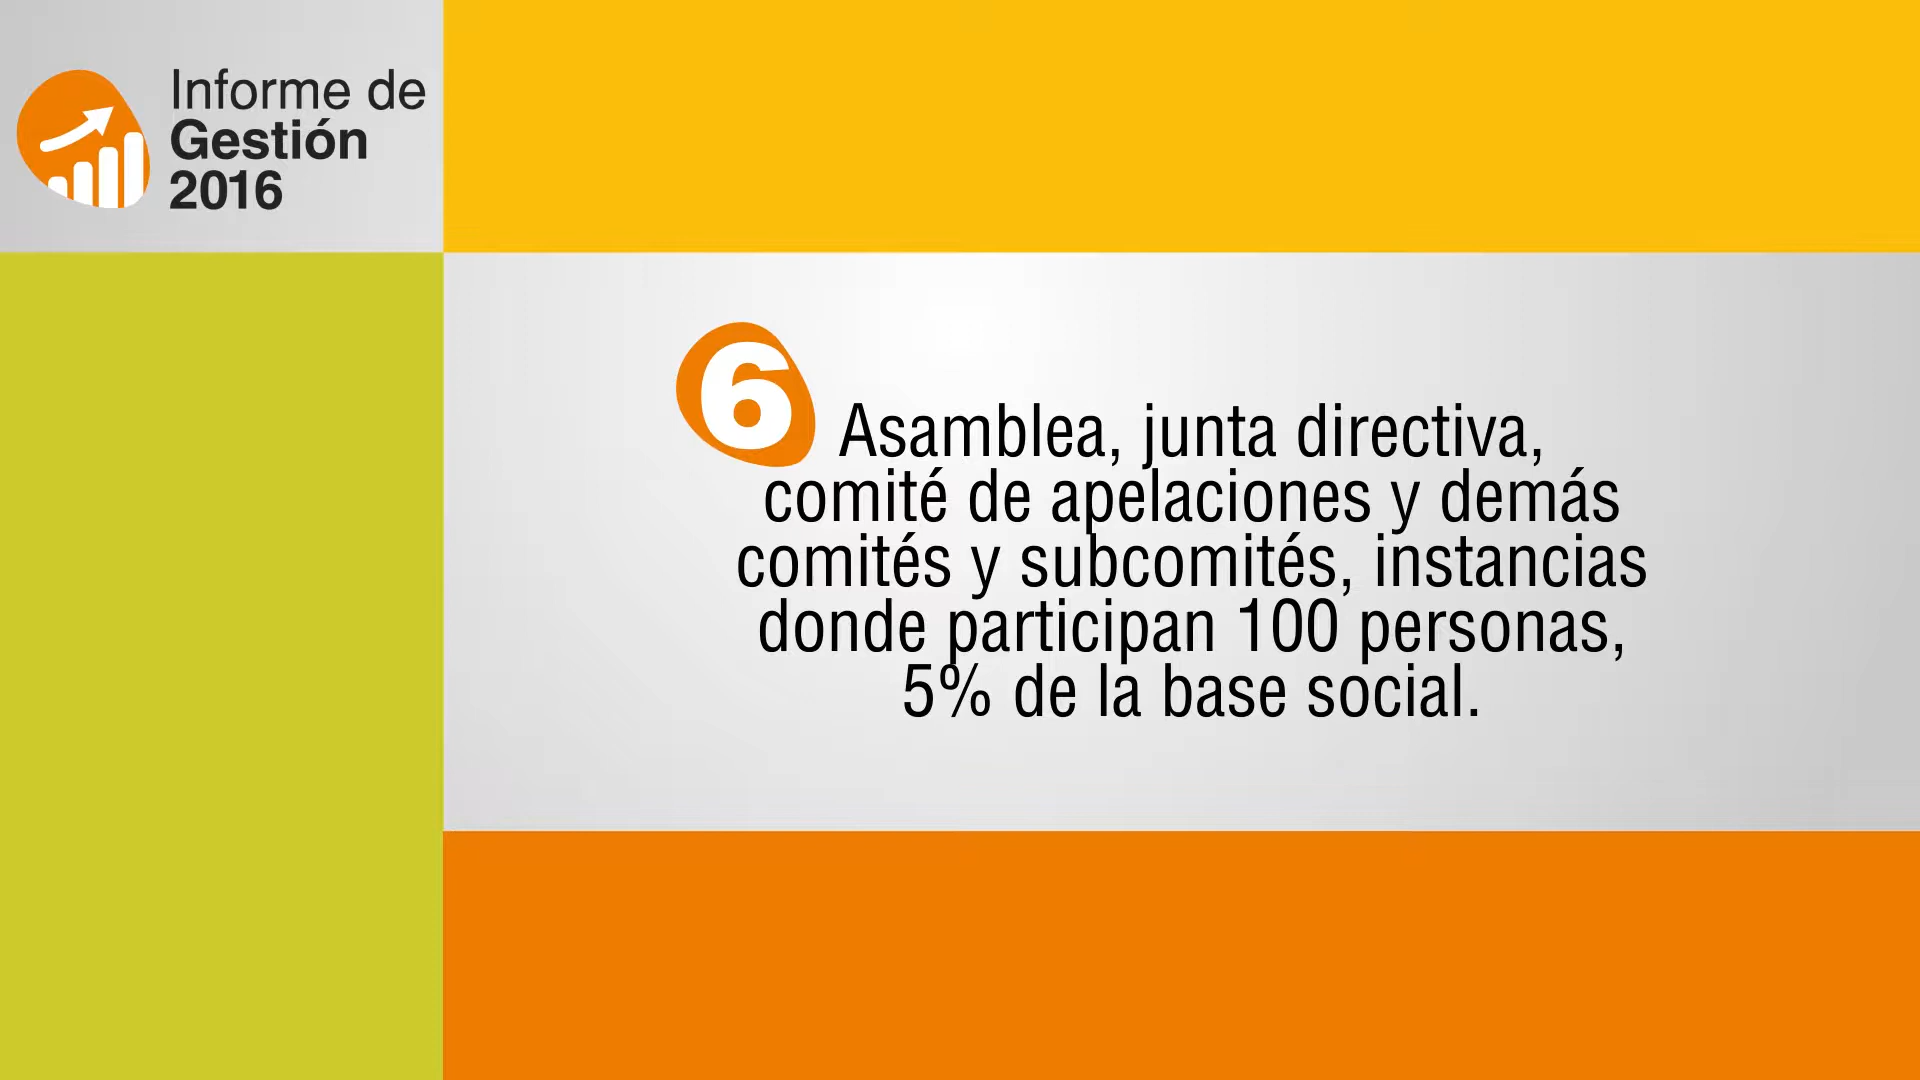 Informe de
Gestión
2016
6
Asamblea, junta directiva,
comité de apelaciones y demás
comités y subcomités, instancias
donde participan 100 personas,
5% de la base social.